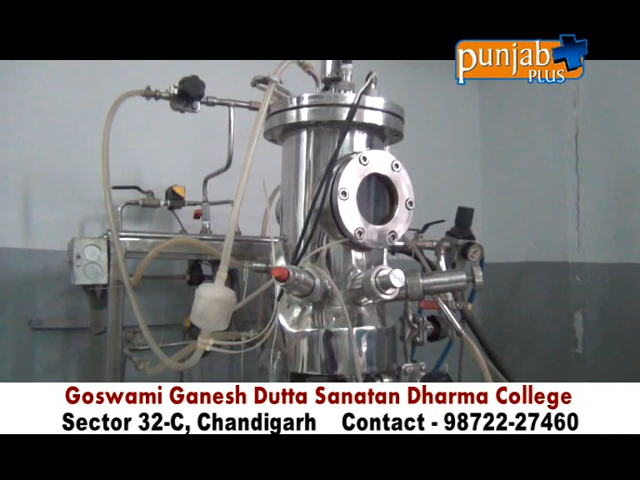 punjab
PLUS
Goswami Ganesh Dutta Sanatan Dharma College
Sector 32-C, Chandigarh Contact - 98722-27460